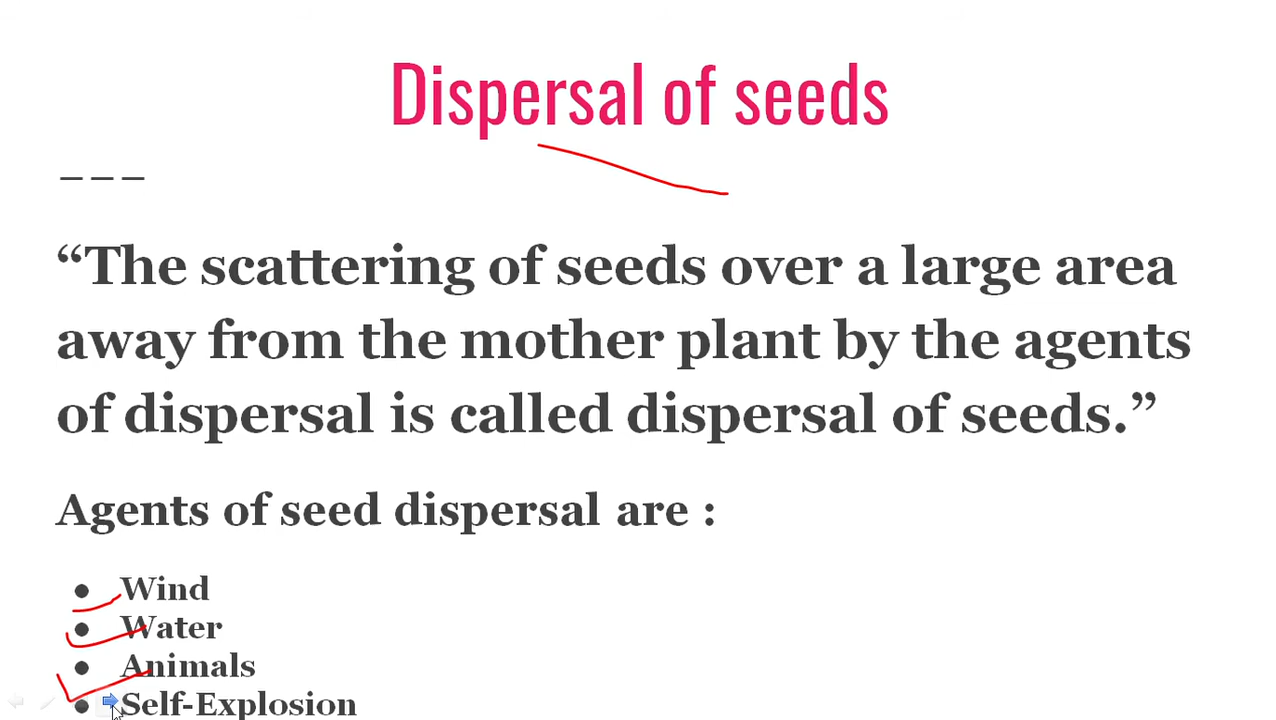 Dispersal of seeds
“The scattering of seeds over a large area
away from the mother plant by the agents
of dispersal is called dispersal of seeds.”
Agents of seed dispersal are :
● Wind
● Water
● Animals
● Self-Explosion